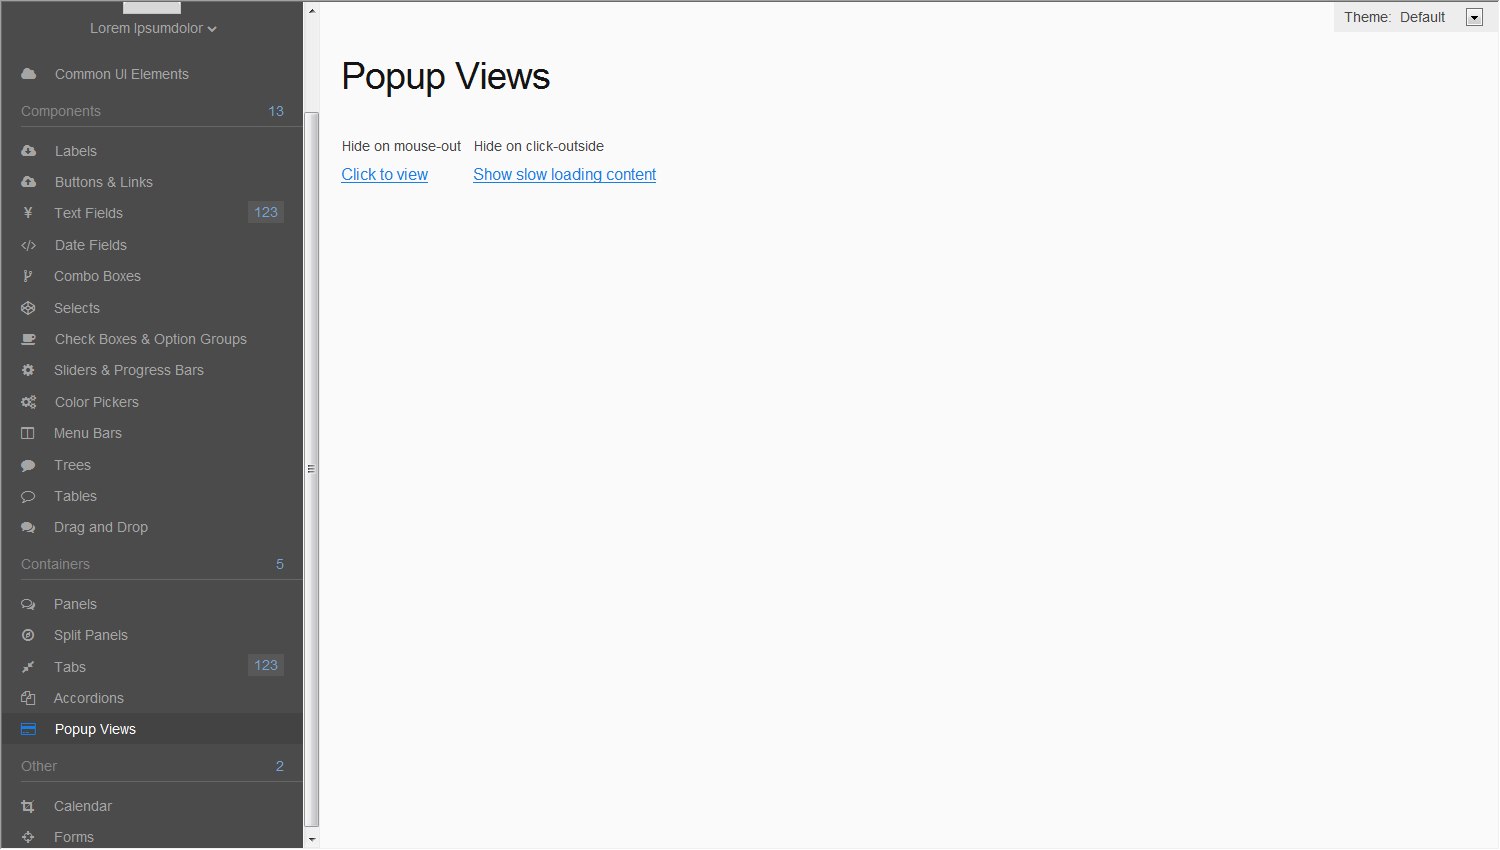 Lorem Ipsumdolor
Common UI Elements
Components 13
Labels
Buttons & Links
Text Fields 123
Date Fields
Combo Boxes
Selects
Check Boxes & Option Groups
Sliders & Progress Bars
Color Pickers
Menu Bars
Trees
Tables
Drag and Drop
Containers 5
Panels
Split Panels
Tabs 123
Accordions
Popup Views
Other 2
Calendar
Forms
Theme: Default
Popup Views
Hide on mouse-out Hide on click-outside
Click to view Show slow loading content